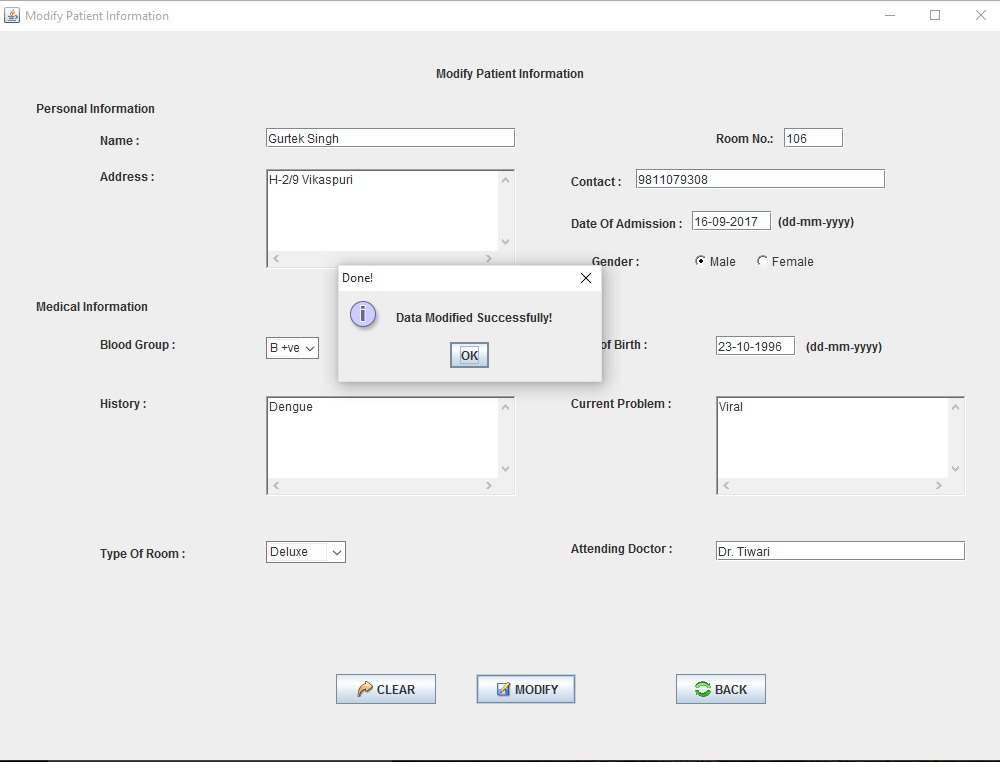 Modify Patient Information
Modify Patient Information
Personal Information
Name : Gurtek Singh Room No.: 106
Address : H-2/9 Vikaspuri Contact : 9811079308
Date Of Admission : 16-09-2017 (dd-mm-yyyy)
Gender : Male Female
Done!
Data Modified Successfully!
OK
Medical Information
Blood Group : B +ve of Birth : 23-10-1996 (dd-mm-yyyy)
History : Dengue Current Problem : Viral
Type Of Room : Deluxe Attending Doctor : Dr. Tiwari
CLEAR MODIFY BACK